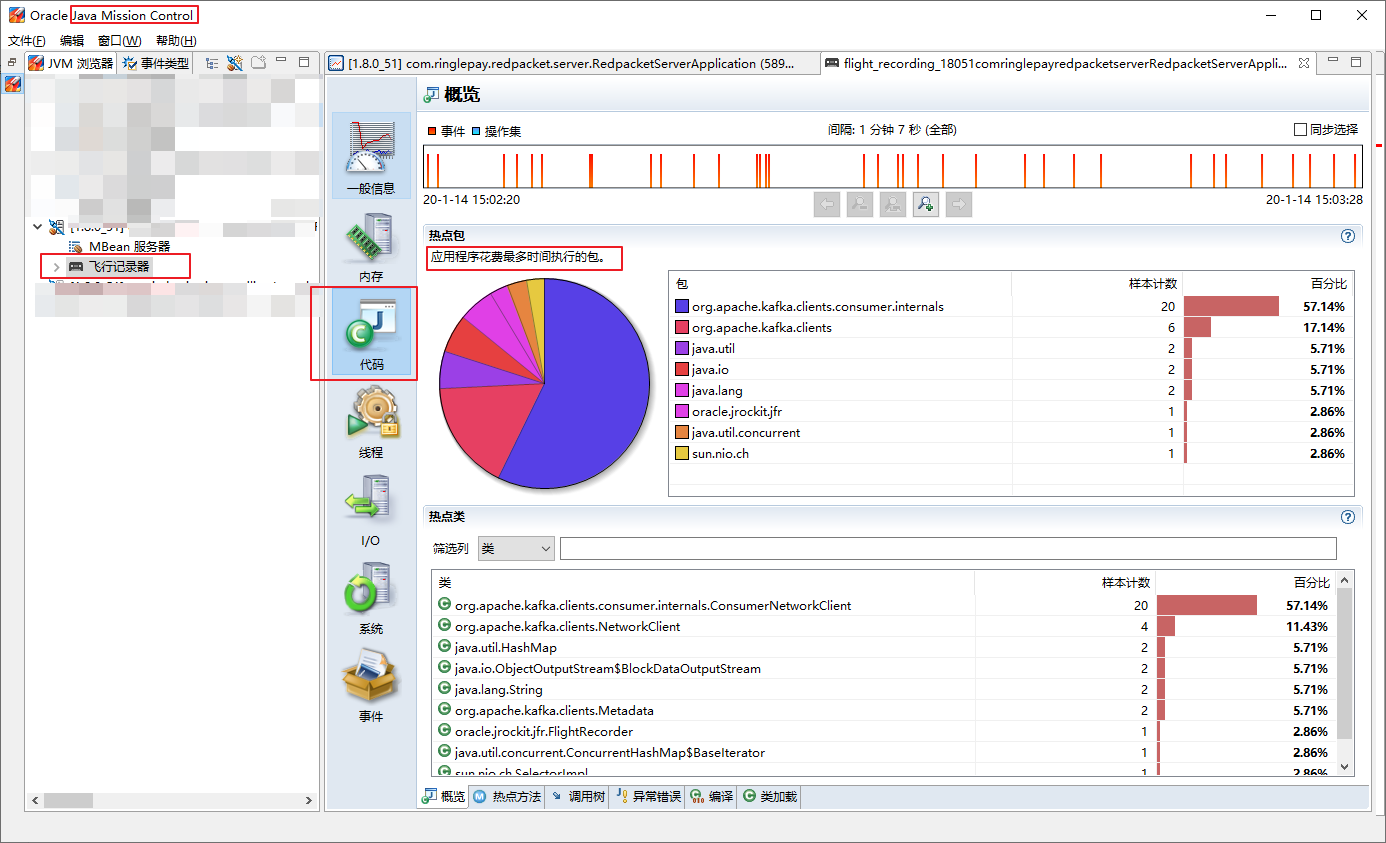 Oracle Java Mission Control
文件(F) 编辑 窗口(W) 帮助(H)
JVM 浏览器 事件类型
MBean 服务器
飞行记录器
[1.8.0_51] com.ringlepay.redpacket.server.RedpacketServerApplication (589...
flight_recording_18051comringlepayredpacketserverRedpacketServerAppli...
一般信息
内存
代码
线程
I/O
系统
事件
概览
事件 操作集 间隔: 1 分钟 7 秒 (全部) 同步选择
20-1-14 15:02:20 20-1-14 15:03:28
热点包
应用程序花费最多时间执行的包。
包 样本计数 百分比
org.apache.kafka.clients.consumer.internals 20 57.14%
org.apache.kafka.clients 6 17.14%
java.util 2 5.71%
java.io 2 5.71%
java.lang 2 5.71%
oracle.jrockit.jfr 1 2.86%
java.util.concurrent 1 2.86%
sun.nio.ch 1 2.86%
热点类
筛选列 类
类 样本计数 百分比
org.apache.kafka.clients.consumer.internals.ConsumerNetworkClient 20 57.14%
org.apache.kafka.clients.NetworkClient 4 11.43%
java.util.HashMap 2 5.71%
java.io.ObjectOutputStream$BlockDataOutputStream 2 5.71%
java.lang.String 2 5.71%
org.apache.kafka.clients.Metadata 2 5.71%
oracle.jrockit.jfr.FlightRecorder 1 2.86%
java.util.concurrent.ConcurrentHashMap$BaseIterator 1 2.86%
sun.nio.ch.SelectorImpl 1 2.86%
概览 热点方法 调用树 异常错误 编译 类加载